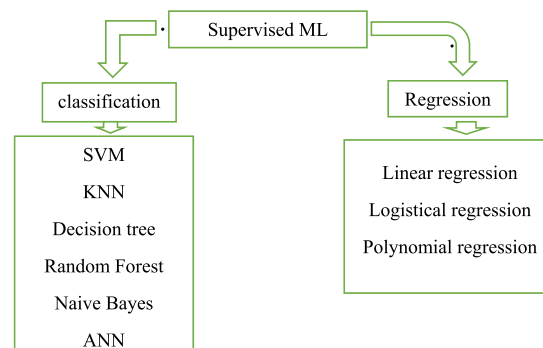 Supervised ML
classification
SVM
KNN
Decision tree
Random Forest
Naive Bayes
ANN
Regression
Linear regression
Logistical regression
Polynomial regression